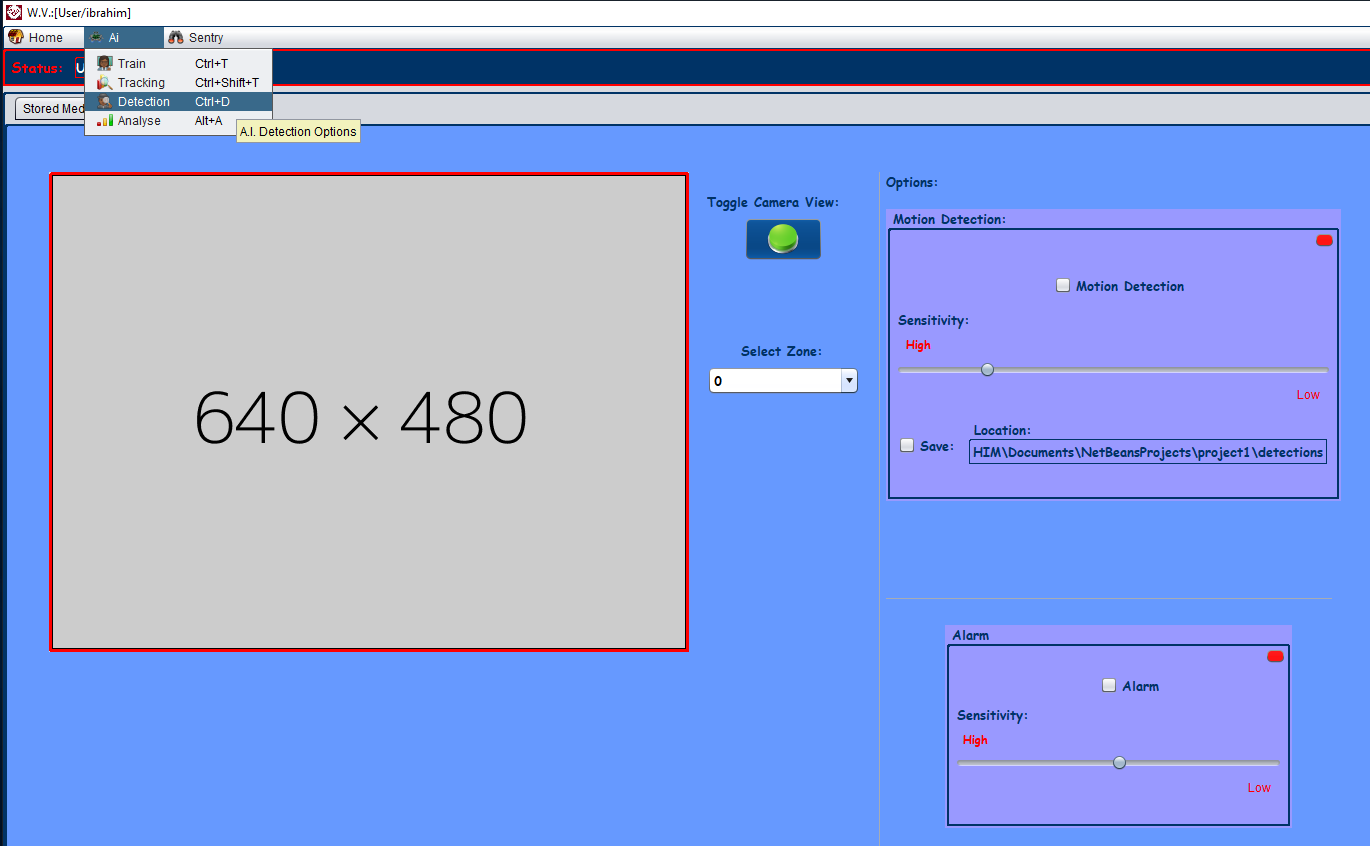 W.V.:[User/ibrahim]
Home Ai Sentry
Status: U
Train Ctrl+T
Tracking Ctrl+Shift+T
Detection Ctrl+D
Analyse Alt+A
Stored Med
A.I. Detection Options
640 × 480
Toggle Camera View:
Select Zone:
0
Options:
Motion Detection:
Motion Detection
Sensitivity:
High
Low
Location:
Save: HIM\Documents\NetBeansProjects\project1\detections
Alarm
Alarm
Sensitivity:
High
Low